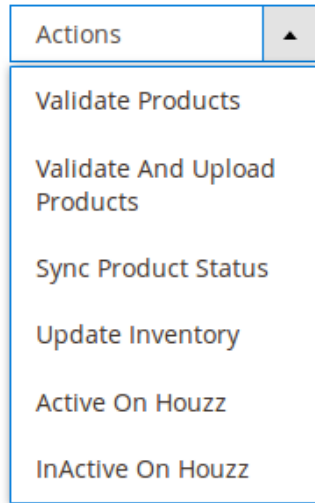 Actions
Validate Products
Validate And Upload
Products
Sync Product Status
Update Inventory
Active On Houzz
InActive On Houzz